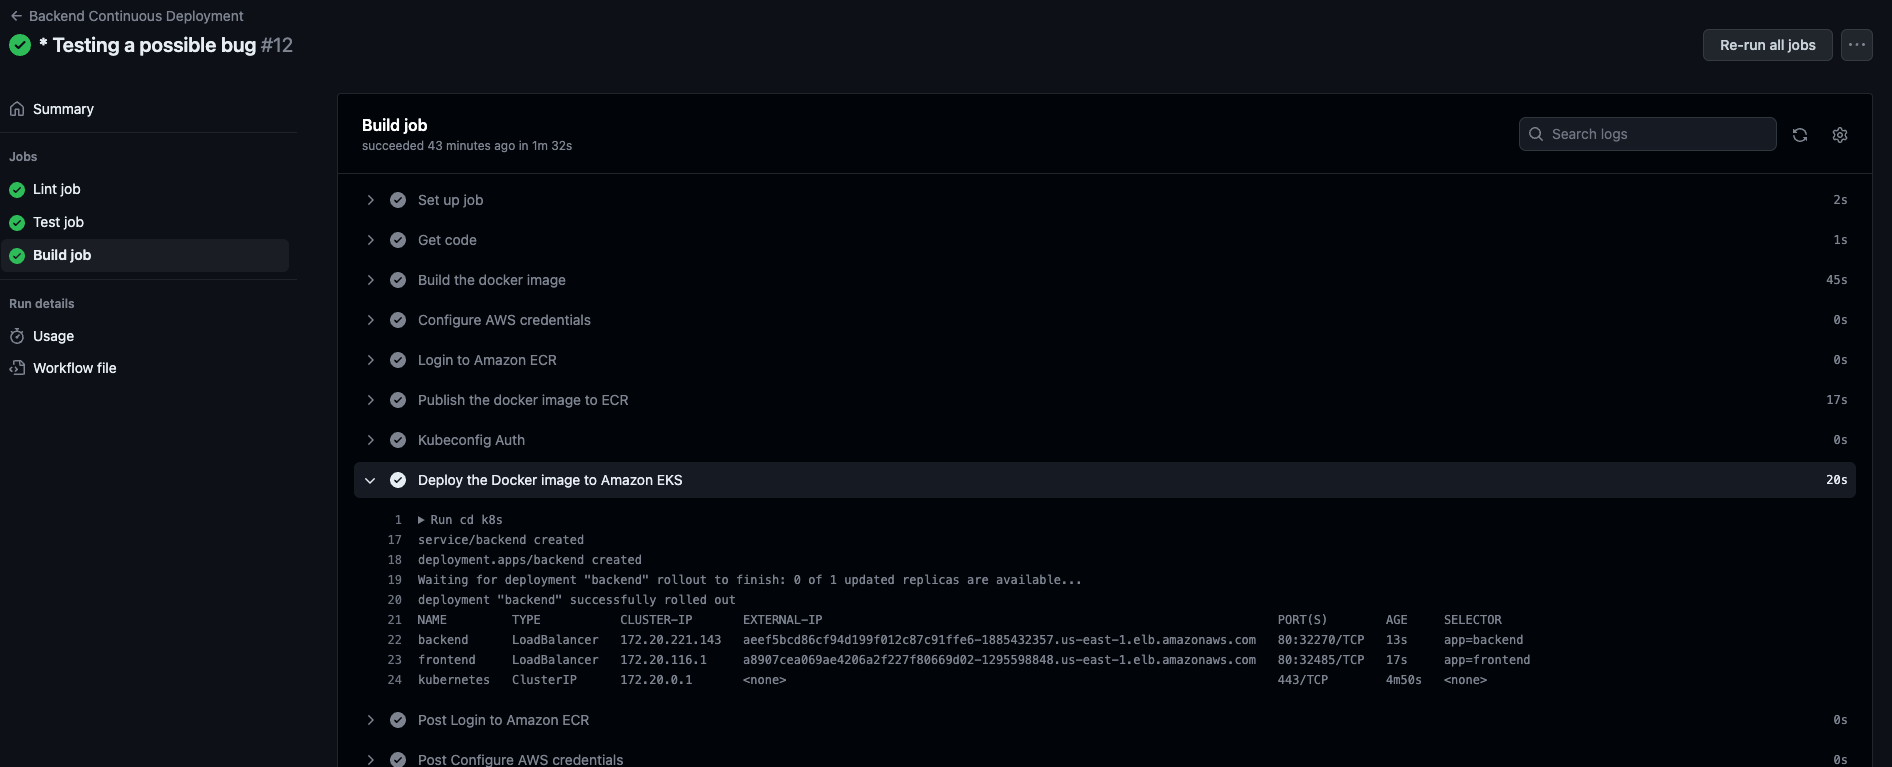 Backend Continuous Deployment
* Testing a possible bug #12
Re-run all jobs
Summary
Jobs
Lint job
Test job
Build job
Run details
Usage
Workflow file
Build job
succeeded 43 minutes ago in 1m 32s
Search logs
Set up job 2s
Get code 1s
Build the docker image 45s
Configure AWS credentials 0s
Login to Amazon ECR 0s
Publish the docker image to ECR 17s
Kubeconfig Auth 0s
Deploy the Docker image to Amazon EKS 20s
1 Run cd k8s
17 service/backend created
18 deployment.apps/backend created
19 Waiting for deployment "backend" rollout to finish: 0 of 1 updated replicas are available...
20 deployment "backend" successfully rolled out
21 NAME TYPE CLUSTER-IP EXTERNAL-IP PORT(S) AGE SELECTOR
22 backend LoadBalancer 172.20.221.143 aeef5bcd86cf94d199f012c87c91ffe6-1885432357.us-east-1.elb.amazonaws.com 80:32270/TCP 13s app=backend
23 frontend LoadBalancer 172.20.116.1 a8907cea069ae4206a2f227f80669d02-1295598848.us-east-1.elb.amazonaws.com 80:32485/TCP 17s app=frontend
24 kubernetes ClusterIP 172.20.0.1 <none> 443/TCP 4m50s <none>
Post Login to Amazon ECR 0s
Post Configure AWS credentials 0s